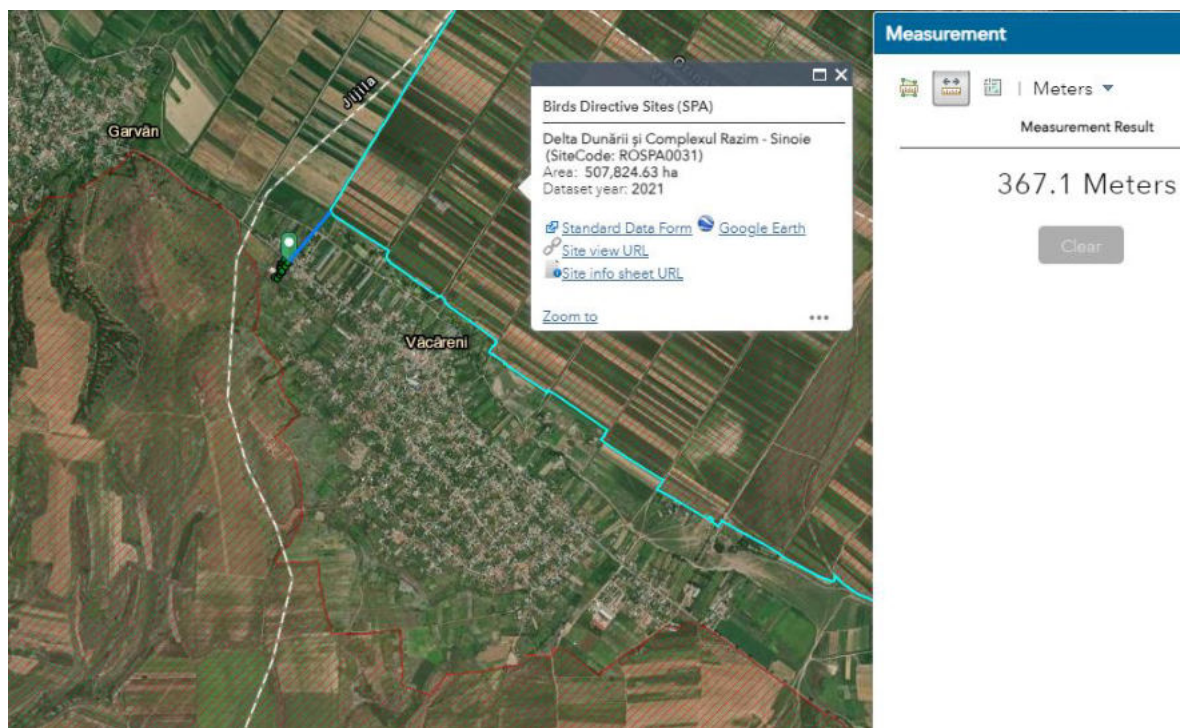 Jijila
Garvăn
Văcăreni
Birds Directive Sites (SPA)
Delta Dunării și Complexul Razim - Sinoie
(SiteCode: ROSPA0031)
Area: 507,824.63 ha
Dataset year: 2021
Standard Data Form Google Earth
Site view URL
Site info sheet URL
Zoom to
Measurement
Meters
Measurement Result
367.1 Meters
Clear